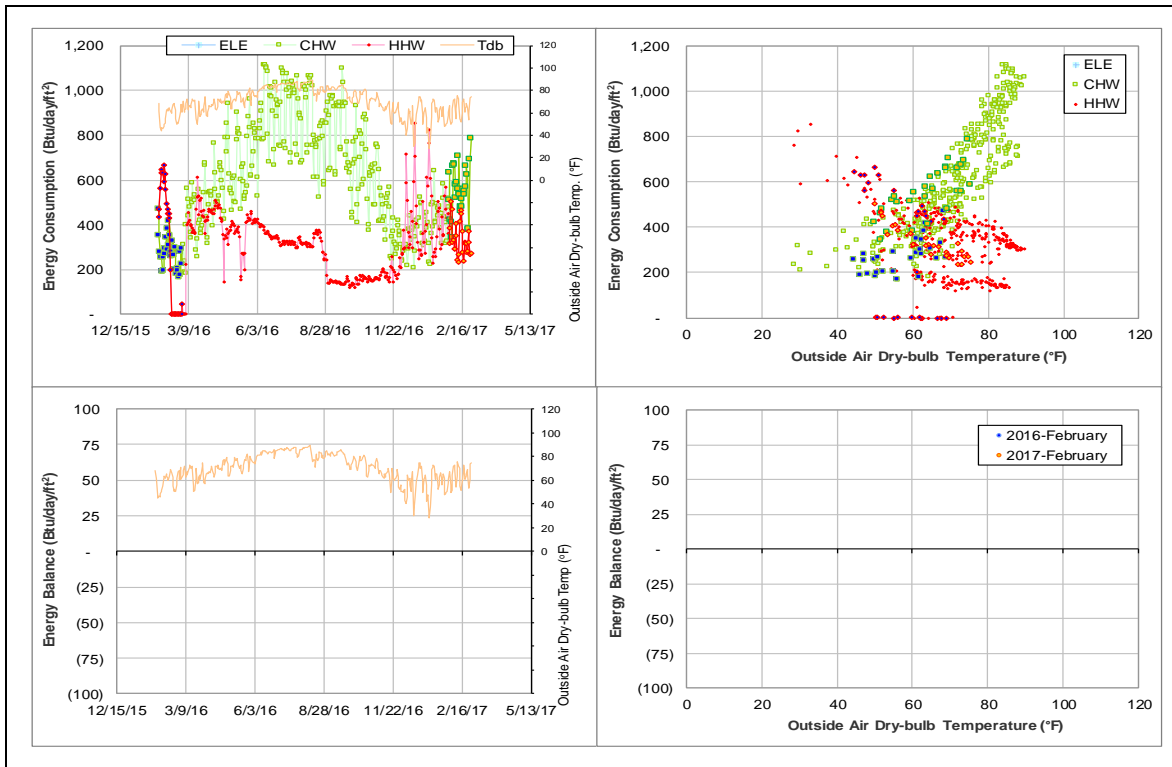 ELE CHW HHW Tdb
Energy Consumption (Btu/day/ft²)
1,200
1,000
800
600
400
200
-
120
100
80
60
40
20
0
Outside Air Dry-bulb Temp. (°F)
12/15/15 3/9/16 6/3/16 8/28/16 11/22/16 2/16/17 5/13/17
Energy Consumption (Btu/day/ft²)
1,200
1,000
800
600
400
200
-
ELE
CHW
HHW
0 20 40 60 80 100 120
Outside Air Dry-bulb Temperature (°F)
Energy Balance (Btu/day/ft²)
100
75
50
25
-
(25)
(50)
(75)
(100)
120
100
80
60
40
20
0
Outside Air Dry-bulb Temp (°F)
12/15/15 3/9/16 6/3/16 8/28/16 11/22/16 2/16/17 5/13/17
Energy Balance (Btu/day/ft²)
100
75
50
25
-
(25)
(50)
(75)
(100)
2016-February
2017-February
0 20 40 60 80 100 120
Outside Air Dry-bulb Temperature (°F)